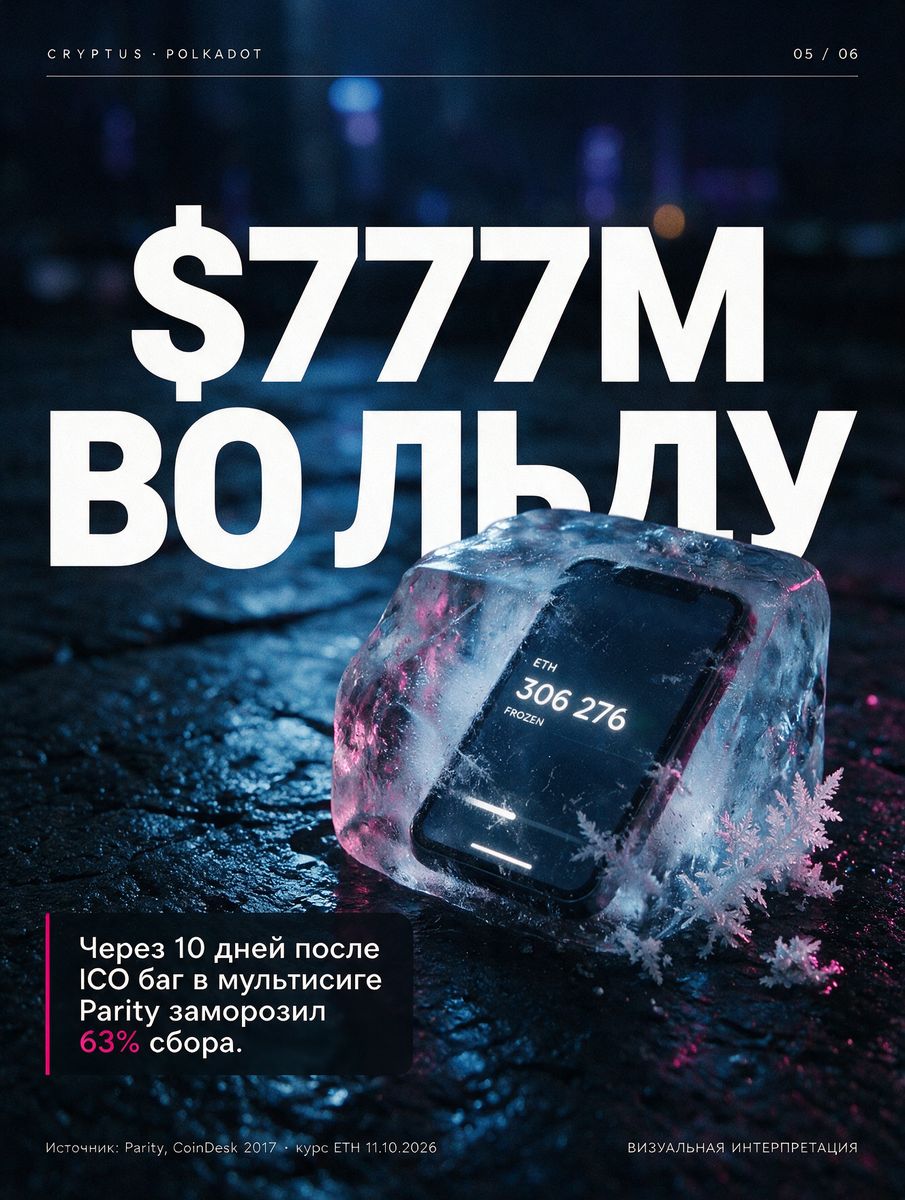 CRYPTUS · POLKADOT
05 / 06
$777M
ВО ЛЬДУ
ETH
306 276
FROZEN
Через 10 дней после
ICO баг в мультисиге
Parity заморозил
63% сбора.
Источник: Parity, CoinDesk 2017 · курс ETH 11.10.2026
ВИЗУАЛЬНАЯ ИНТЕРПРЕТАЦИЯ